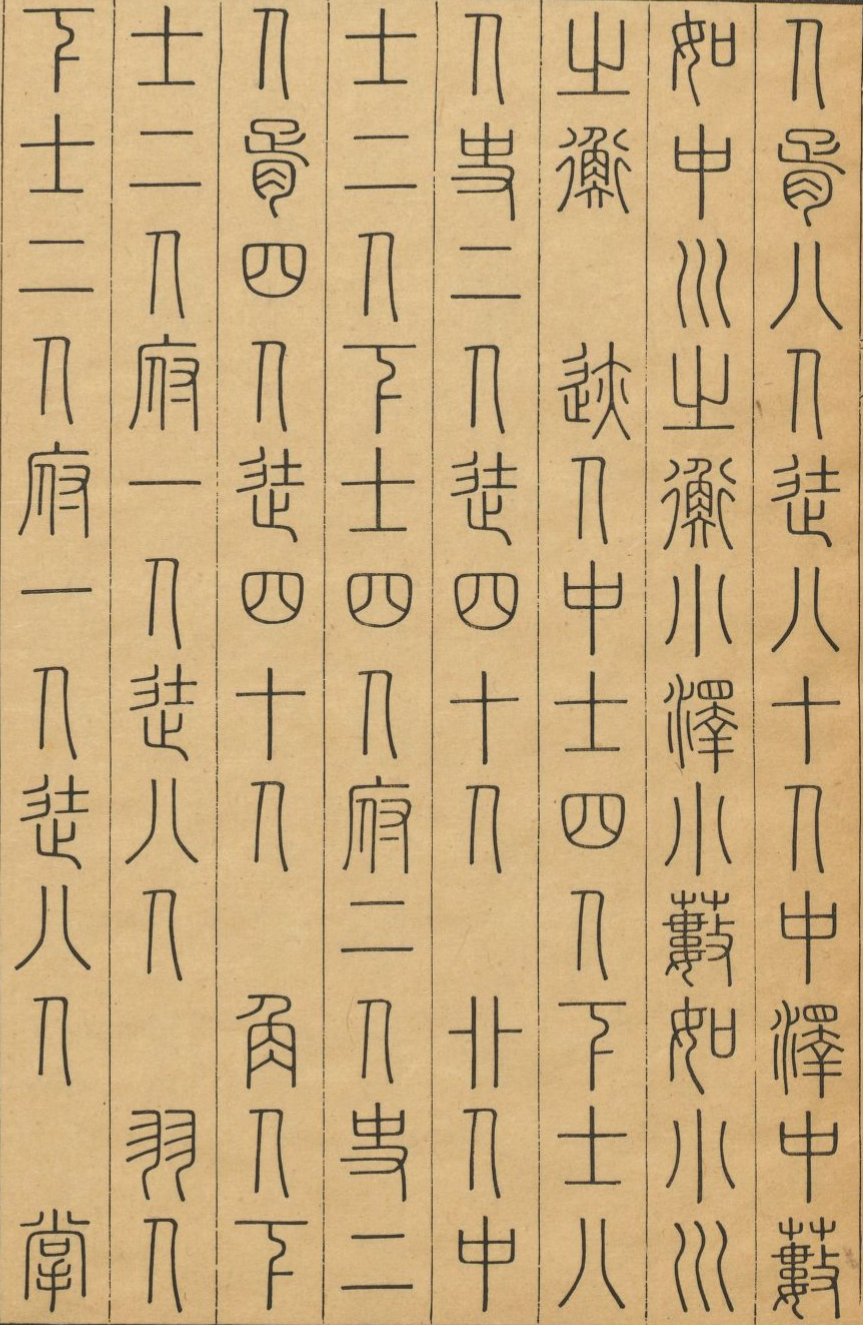 人胥八人徒八十人中澤中藪
如中川之衡小澤小藪如小川
之衡 迹人中士四人下士八
人史二人徒四十人 卝人中
士二人下士四人府二人史二
人胥四人徒四十人 角人下
士二人府一人徒八人 羽人
下士二人府一人徒八人 掌